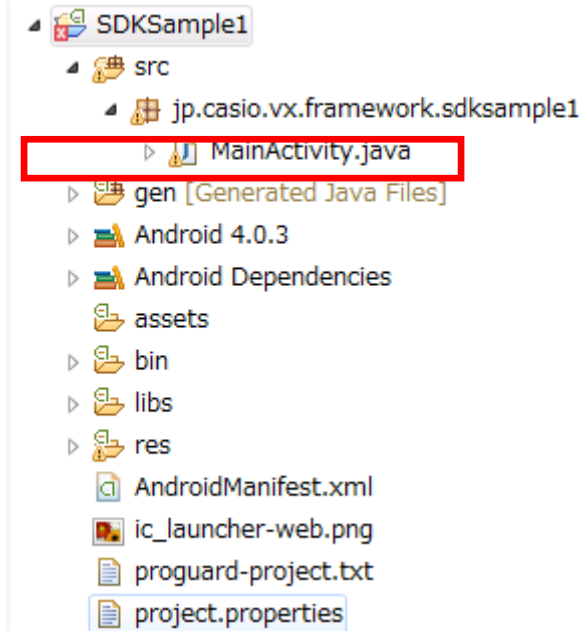 SDKSample1
src
jp.casio.vx.framework.sdksample1
MainActivity.java
gen [Generated Java Files]
Android 4.0.3
Android Dependencies
assets
bin
libs
res
AndroidManifest.xml
ic_launcher-web.png
proguard-project.txt
project.properties